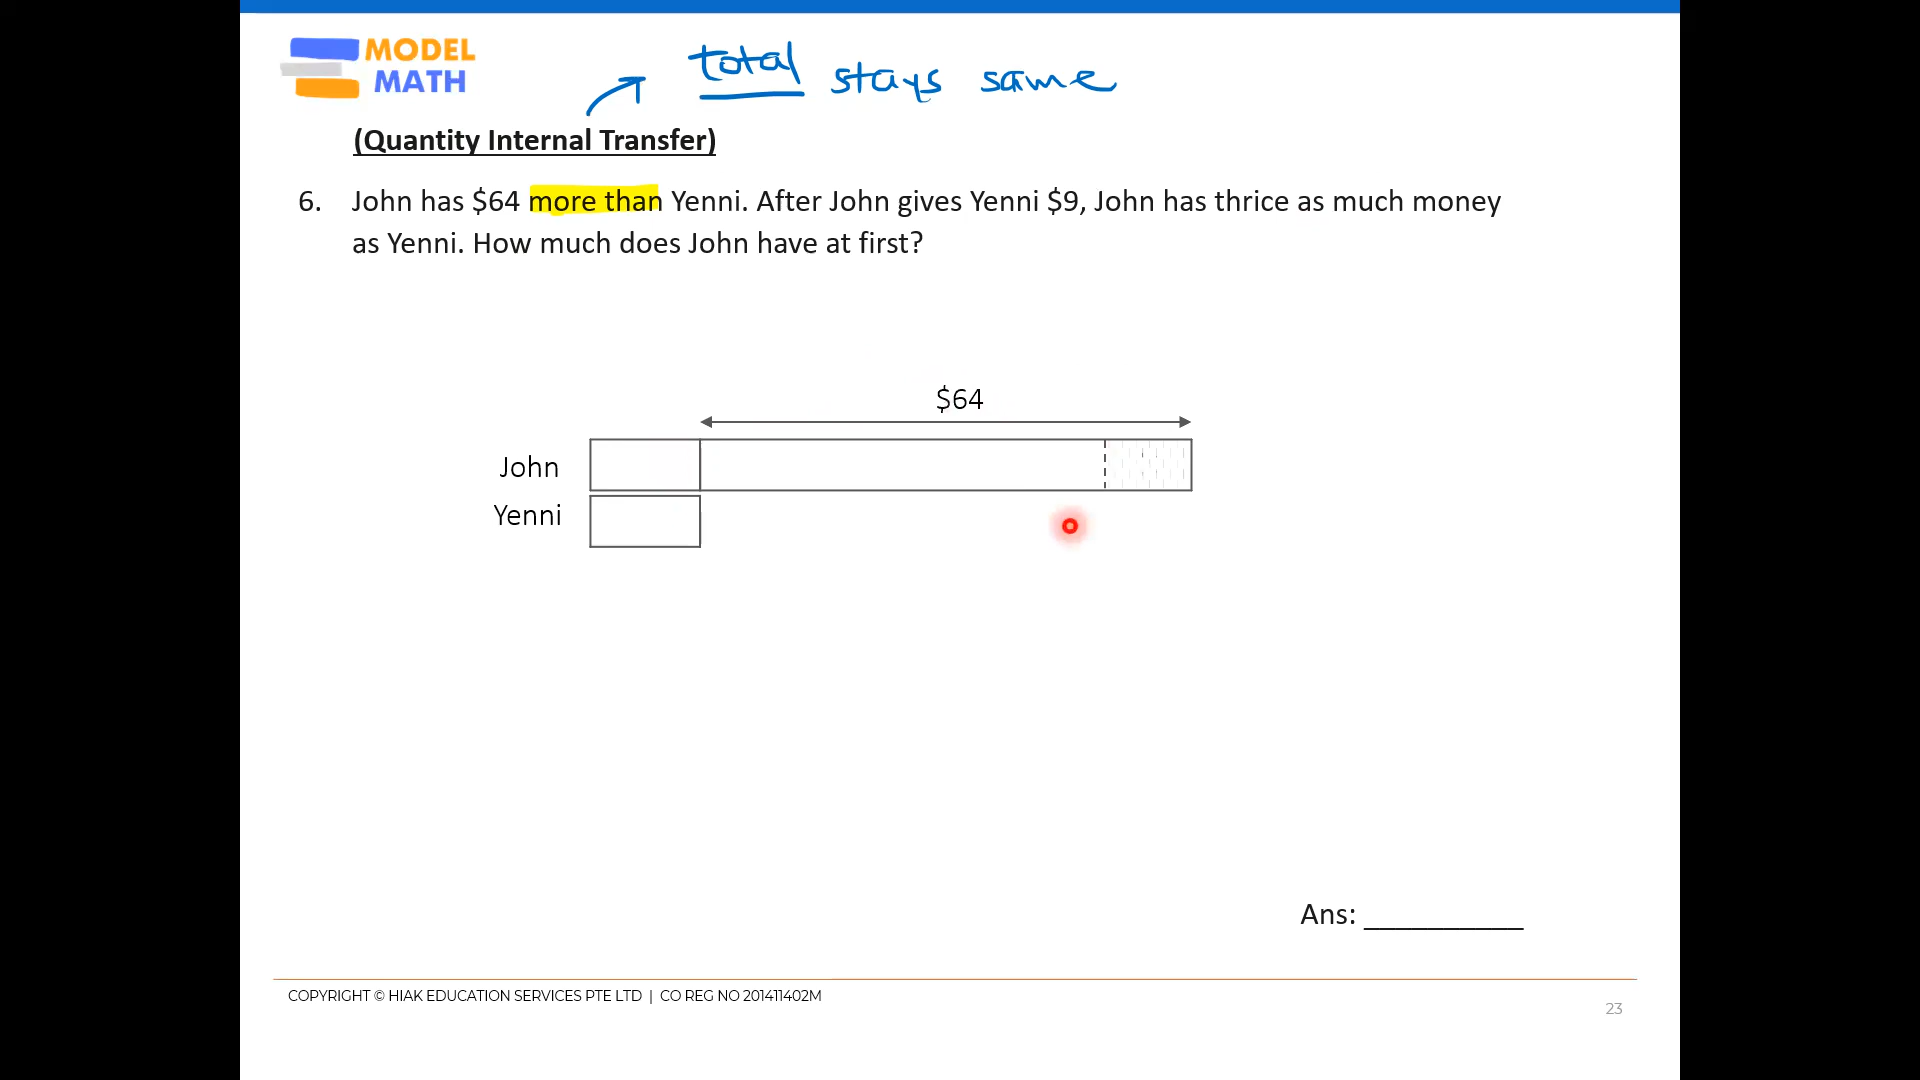 MODEL
MATH
total stays same
(Quantity Internal Transfer)
6. John has $64 more than Yenni. After John gives Yenni $9, John has thrice as much money
as Yenni. How much does John have at first?
$64
John
Yenni
Ans: __________
COPYRIGHT © HIAK EDUCATION SERVICES PTE LTD | CO REG NO 201411402M
23